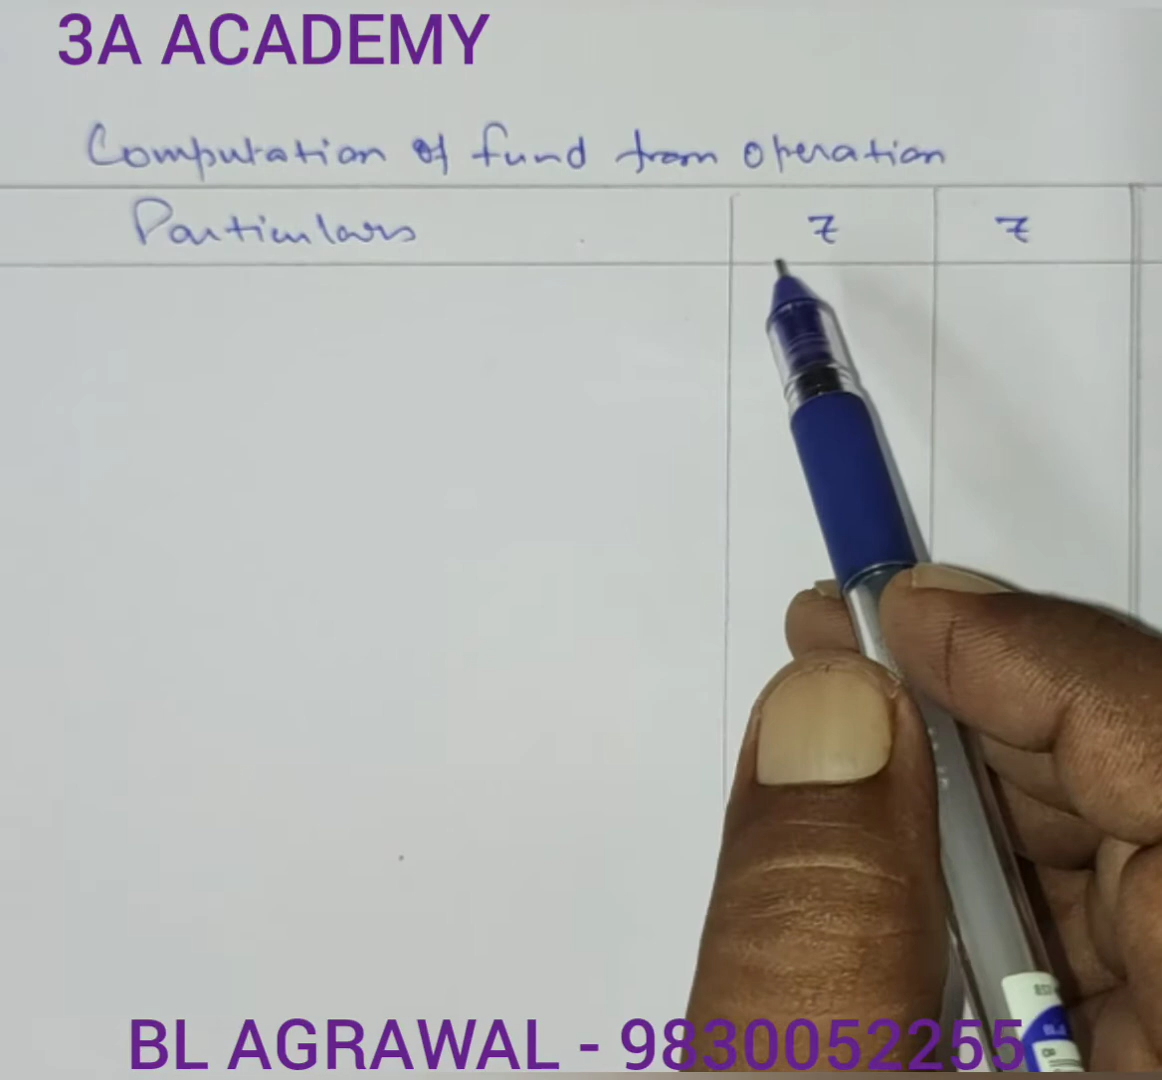 3A ACADEMY
Computation of fund from operation
Particulars ₹ ₹
BL AGRAWAL - 9830052255